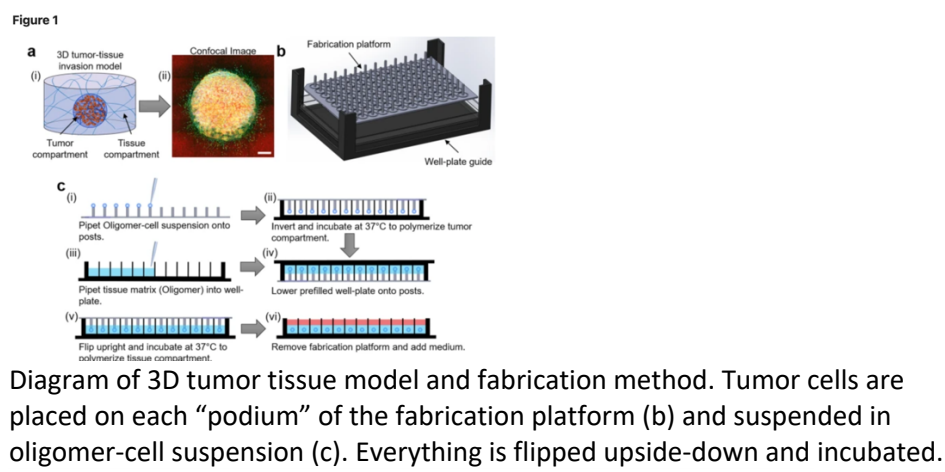 Figure 1
a
3D tumor-tissue
invasion model
(i)
Tumor
compartment
Tissue
compartment
(ii)
Confocal Image
b
Fabrication platform
Well-plate guide
c
(i)
Pipet Oligomer-cell suspension onto
posts.
(ii)
Invert and incubate at 37°C to polymerize tumor
compartment.
(iii)
Pipet tissue matrix (Oligomer) into well-
plate.
(iv)
Lower prefilled well-plate onto posts.
(v)
Flip upright and incubate at 37°C to
polymerize tissue compartment.
(vi)
Remove fabrication platform and add medium.
Diagram of 3D tumor tissue model and fabrication method. Tumor cells are
placed on each “podium” of the fabrication platform (b) and suspended in
oligomer-cell suspension (c). Everything is flipped upside-down and incubated.